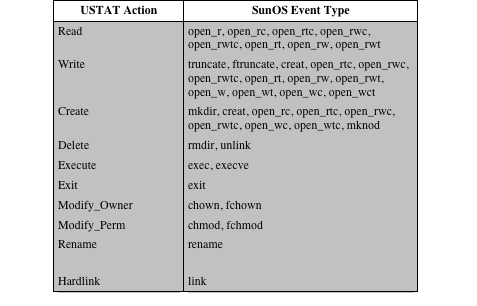 USTAT Action SunOS Event Type
Read open_r, open_rc, open_rtc, open_rwc,
open_rwtc, open_rt, open_rw, open_rwt
Write truncate, ftruncate, creat, open_rtc, open_rwc,
open_rwtc, open_rt, open_rw, open_rwt,
open_w, open_wt, open_wc, open_wct
Create mkdir, creat, open_rc, open_rtc, open_rwc,
open_rwtc, open_wc, open_wtc, mknod
Delete rmdir, unlink
Execute exec, execve
Exit exit
Modify_Owner chown, fchown
Modify_Perm chmod, fchmod
Rename rename
Hardlink link